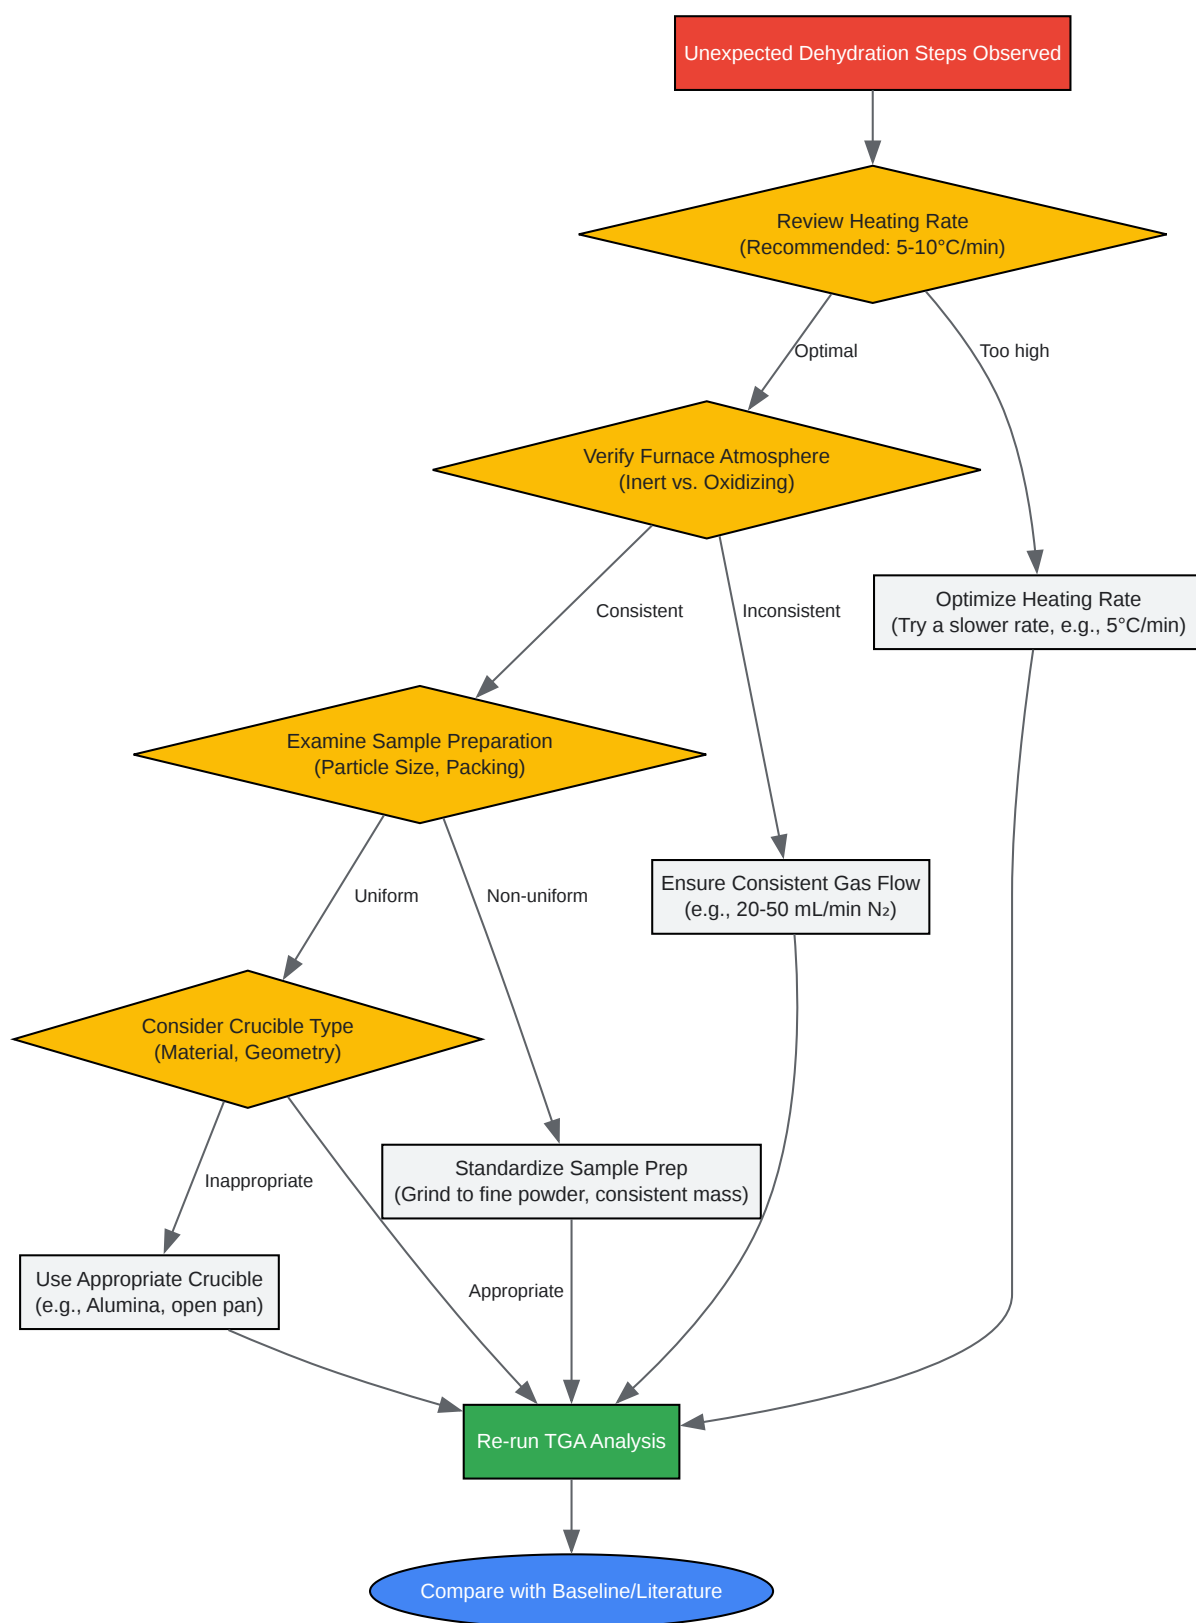 Unexpected Dehydration Steps Observed
Review Heating Rate
(Recommended: 5-10°C/min)
Optimal
Too high
Verify Furnace Atmosphere
(Inert vs. Oxidizing)
Consistent
Inconsistent
Optimize Heating Rate
(Try a slower rate, e.g., 5°C/min)
Examine Sample Preparation
(Particle Size, Packing)
Uniform
Non-uniform
Ensure Consistent Gas Flow
(e.g., 20-50 mL/min N₂)
Consider Crucible Type
(Material, Geometry)
Inappropriate
Standardize Sample Prep
(Grind to fine powder, consistent mass)
Use Appropriate Crucible
(e.g., Alumina, open pan)
Appropriate
Re-run TGA Analysis
Compare with Baseline/Literature